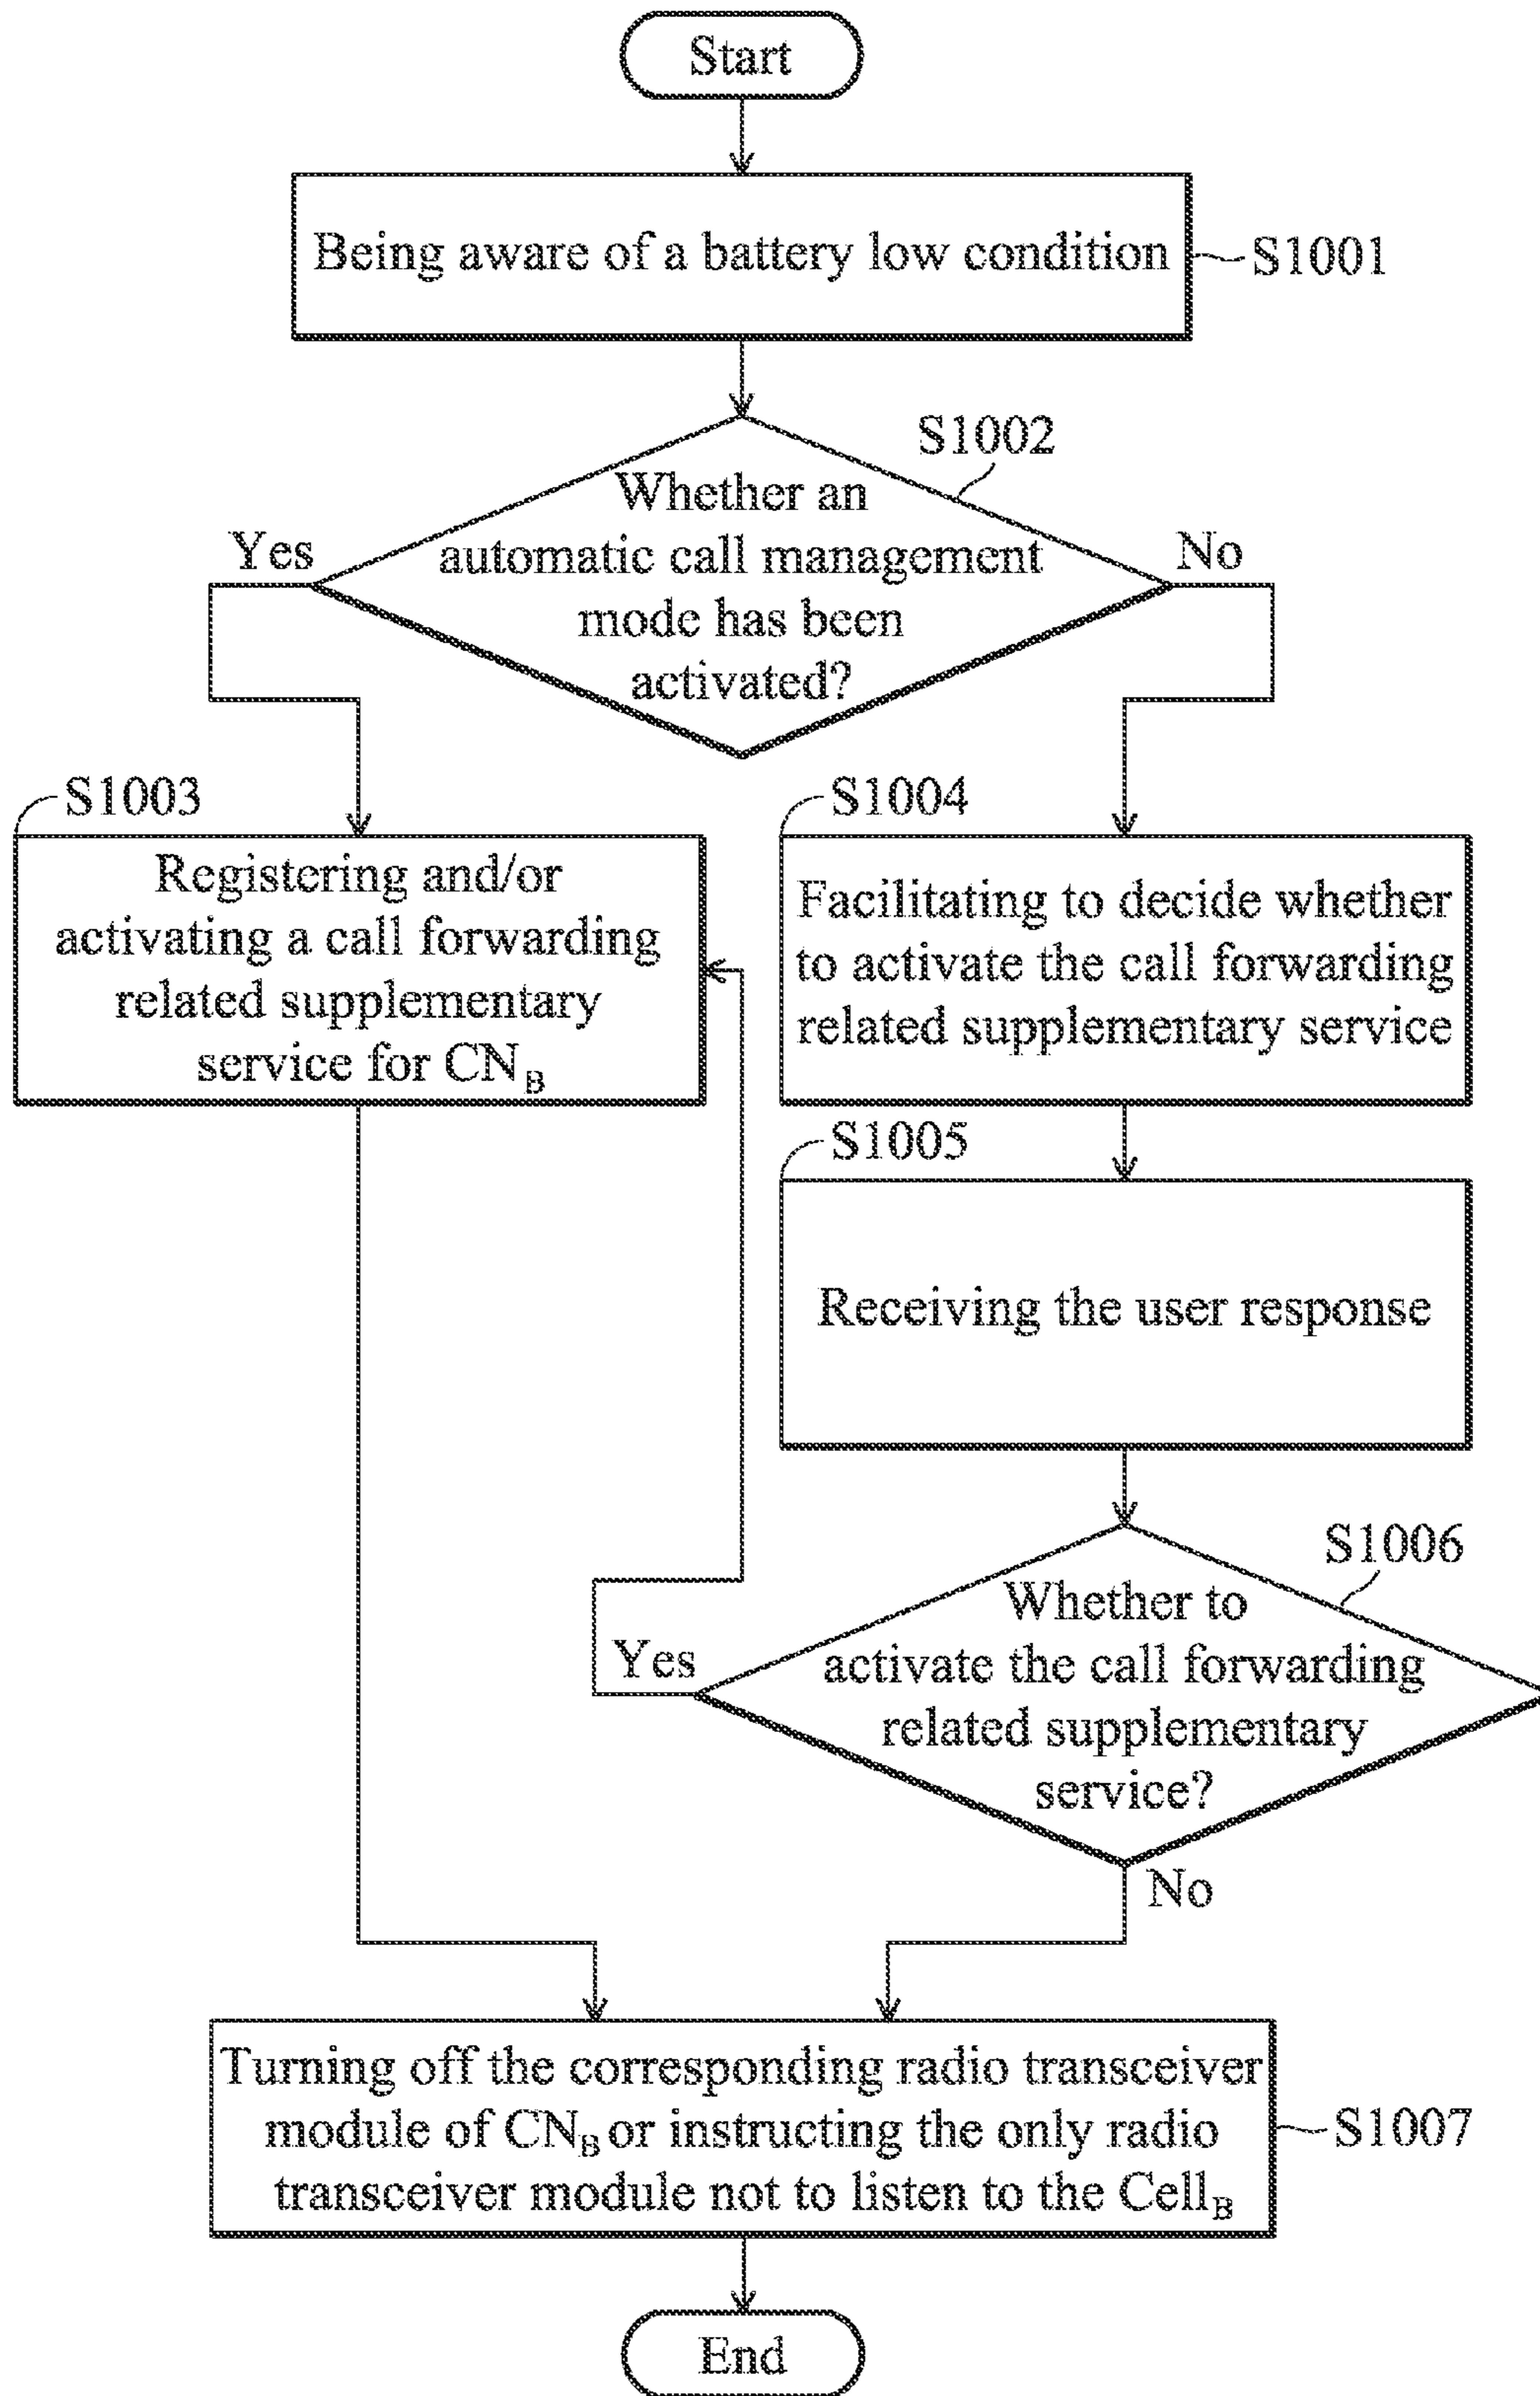 Start
Being aware of a battery low condition
S1001
S1002
Whether an
automatic call management
mode has been
activated?
Yes
No
S1003
Registering and/or
activating a call forwarding
related supplementary
service for CN_B
S1004
Facilitating to decide whether
to activate the call forwarding
related supplementary service
S1005
Receiving the user response
S1006
Whether to
activate the call forwarding
related supplementary
service?
Yes
No
Turning off the corresponding radio transceiver
module of CN_B or instructing the only radio
transceiver module not to listen to the Cell_B
S1007
End